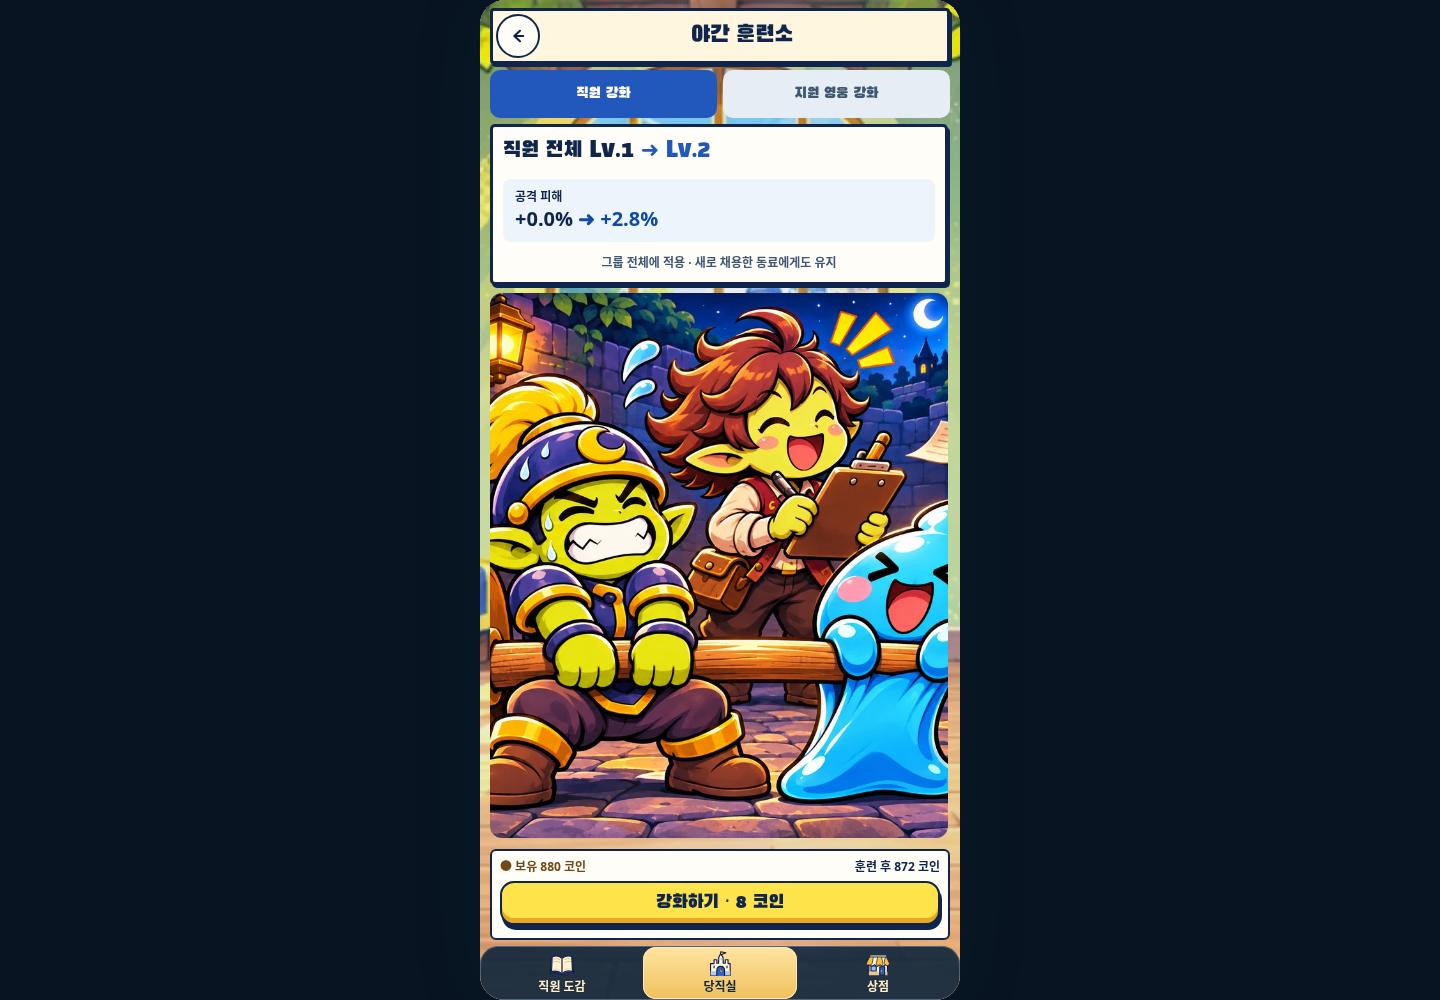 야간 훈련소
직원 강화
지원 영웅 강화
직원 전체 Lv.1 → Lv.2
공격 피해
+0.0% ➜ +2.8%
그룹 전체에 적용 · 새로 채용한 동료에게도 유지
보유 880 코인
훈련 후 872 코인
강화하기 · 8 코인
직원 도감
당직실
상점